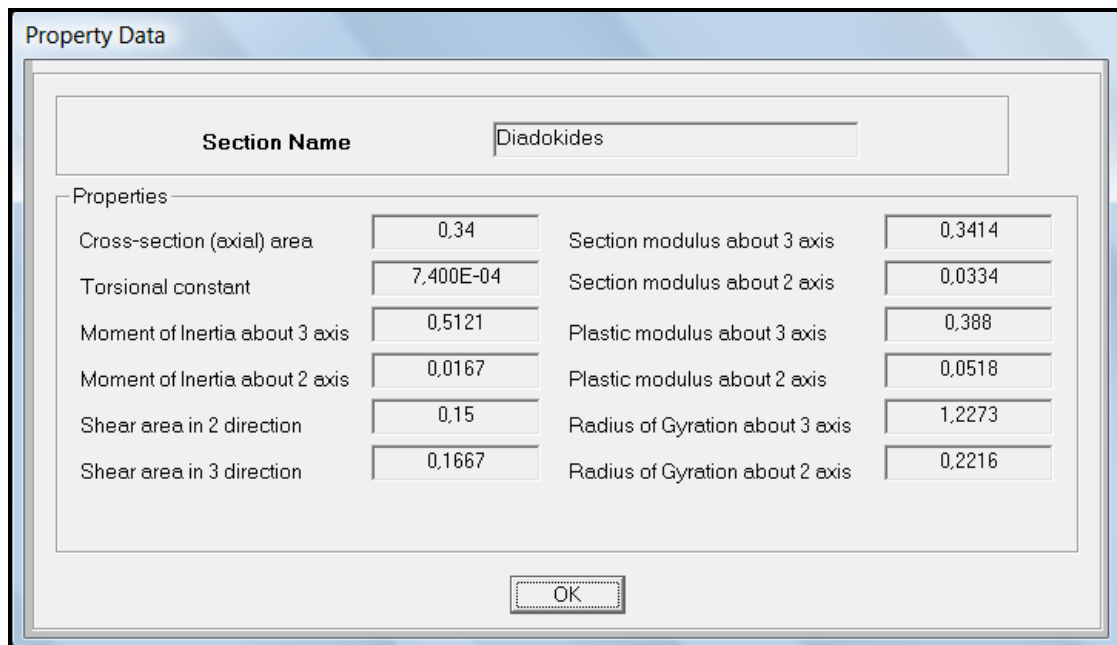 Property Data
Section Name Diadokides
Properties
Cross-section (axial) area 0,34 Section modulus about 3 axis 0,3414
Torsional constant 7,400E-04 Section modulus about 2 axis 0,0334
Moment of Inertia about 3 axis 0,5121 Plastic modulus about 3 axis 0,388
Moment of Inertia about 2 axis 0,0167 Plastic modulus about 2 axis 0,0518
Shear area in 2 direction 0,15 Radius of Gyration about 3 axis 1,2273
Shear area in 3 direction 0,1667 Radius of Gyration about 2 axis 0,2216
OK